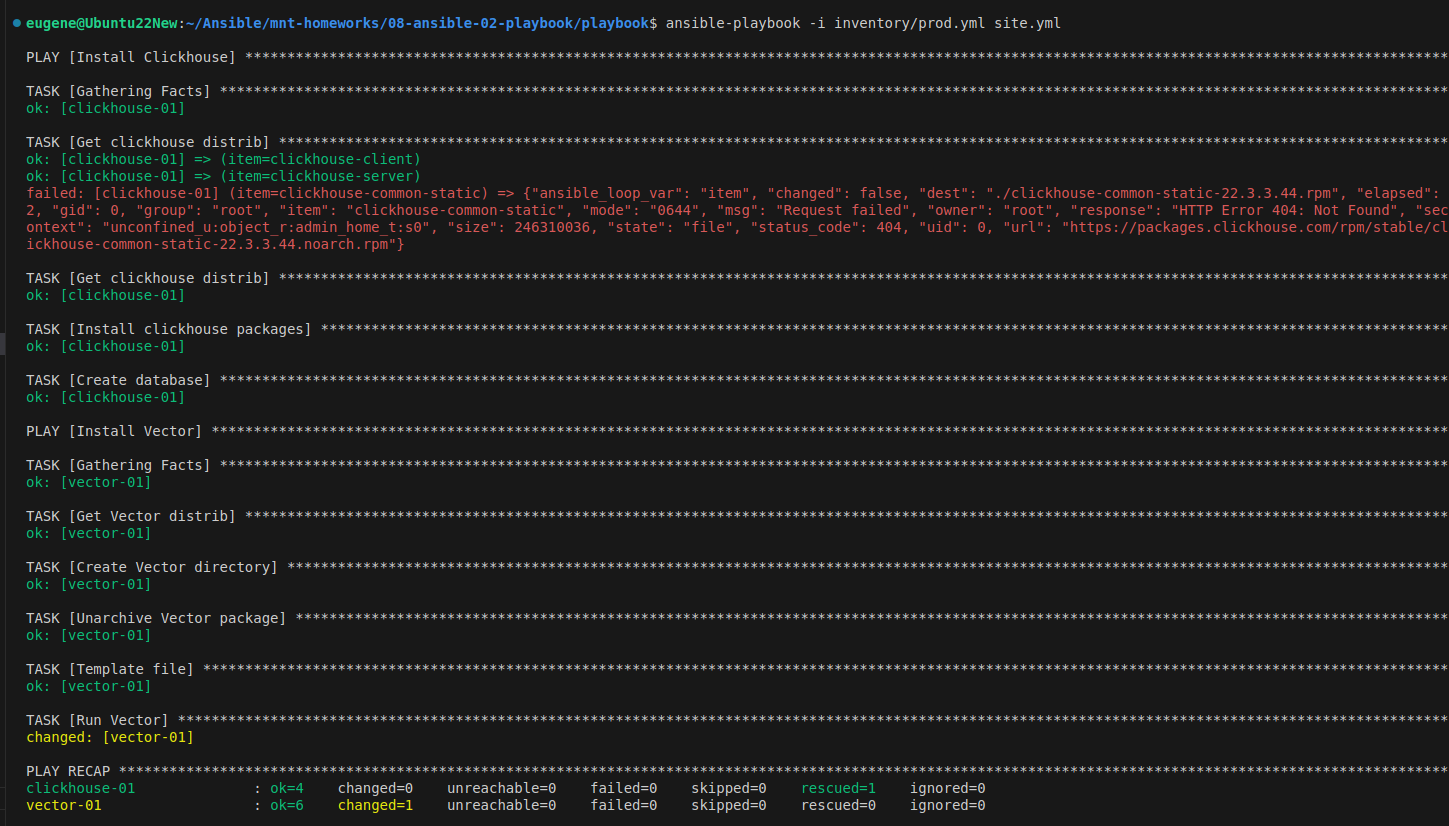 eugene@Ubuntu22New:~/Ansible/mnt-homeworks/08-ansible-02-playbook/playbook$ ansible-playbook -i inventory/prod.yml site.yml
PLAY [Install Clickhouse] ************************************************************************************************************************************************
TASK [Gathering Facts] ***************************************************************************************************************************************************
ok: [clickhouse-01]
TASK [Get clickhouse distrib] ********************************************************************************************************************************************
ok: [clickhouse-01] => (item=clickhouse-client)
ok: [clickhouse-01] => (item=clickhouse-server)
failed: [clickhouse-01] (item=clickhouse-common-static) => {"ansible_loop_var": "item", "changed": false, "dest": "./clickhouse-common-static-22.3.3.44.rpm", "elapsed":
2, "gid": 0, "group": "root", "item": "clickhouse-common-static", "mode": "0644", "msg": "Request failed", "owner": "root", "response": "HTTP Error 404: Not Found", "sec
ontext": "unconfined_u:object_r:admin_home_t:s0", "size": 246310036, "state": "file", "status_code": 404, "uid": 0, "url": "https://packages.clickhouse.com/rpm/stable/cl
ickhouse-common-static-22.3.3.44.noarch.rpm"}
TASK [Get clickhouse distrib] ********************************************************************************************************************************************
ok: [clickhouse-01]
TASK [Install clickhouse packages] ***************************************************************************************************************************************
ok: [clickhouse-01]
TASK [Create database] ***************************************************************************************************************************************************
ok: [clickhouse-01]
PLAY [Install Vector] ****************************************************************************************************************************************************
TASK [Gathering Facts] ***************************************************************************************************************************************************
ok: [vector-01]
TASK [Get Vector distrib] ************************************************************************************************************************************************
ok: [vector-01]
TASK [Create Vector directory] *******************************************************************************************************************************************
ok: [vector-01]
TASK [Unarchive Vector package] ******************************************************************************************************************************************
ok: [vector-01]
TASK [Template file] *****************************************************************************************************************************************************
ok: [vector-01]
TASK [Run Vector] ********************************************************************************************************************************************************
changed: [vector-01]
PLAY RECAP ***************************************************************************************************************************************************************
clickhouse-01 : ok=4 changed=0 unreachable=0 failed=0 skipped=0 rescued=1 ignored=0
vector-01 : ok=6 changed=1 unreachable=0 failed=0 skipped=0 rescued=0 ignored=0